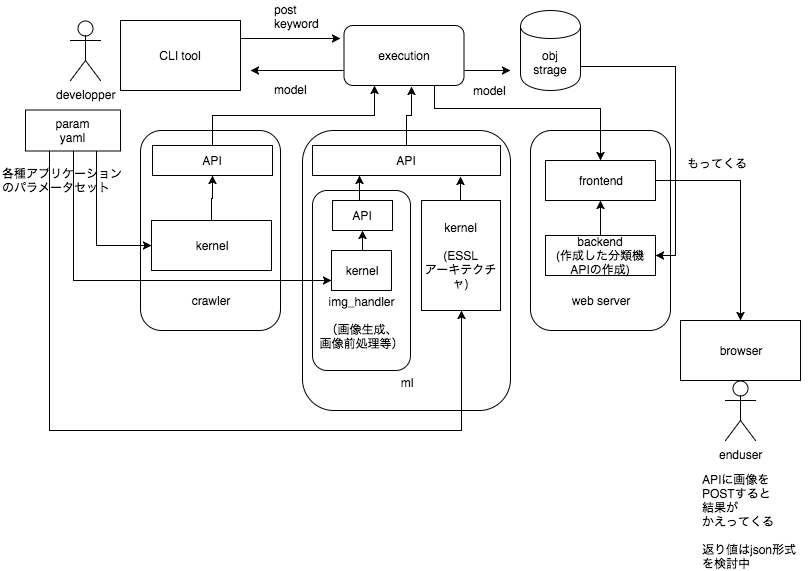 post
keyword
CLI tool
execution
obj
strage
model
model
developper
param
yaml
各種アプリケーション
のパラメータセット
API
kernel
crawler
API
API
kernel
img_handler
（画像生成、
画像前処理等）
kernel
(ESSL
アーキテクチ
ャ)
ml
frontend
backend
(作成した分類機
APIの作成)
web server
もってくる
browser
enduser
APIに画像を
POSTすると
結果が
かえってくる
返り値はjson形式
を検討中